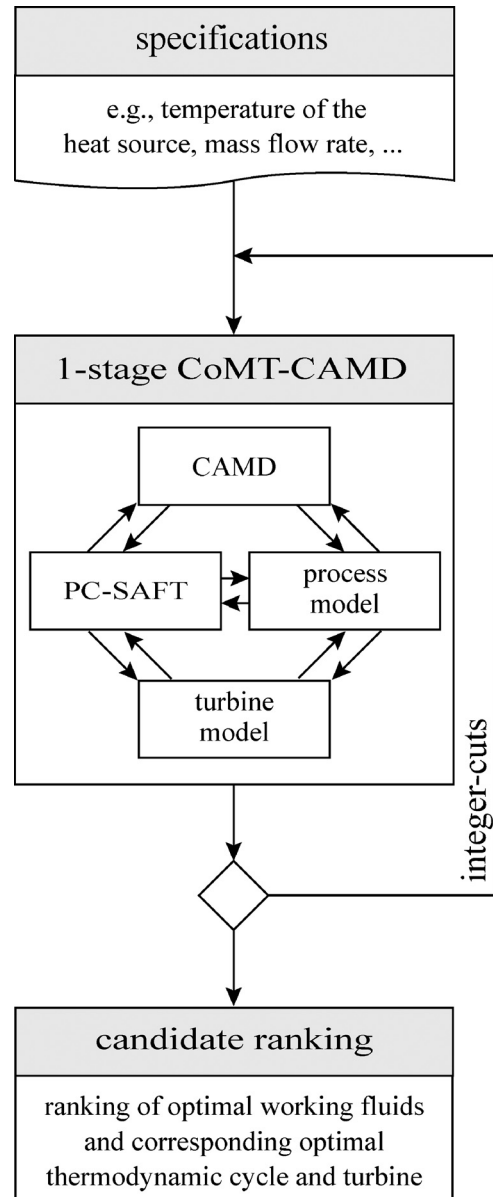 specifications
e.g., temperature of the
heat source, mass flow rate, ...
1-stage CoMT-CAMD
CAMD
PC-SAFT
process
model
turbine
model
integer-cuts
candidate ranking
ranking of optimal working fluids
and corresponding optimal
thermodynamic cycle and turbine